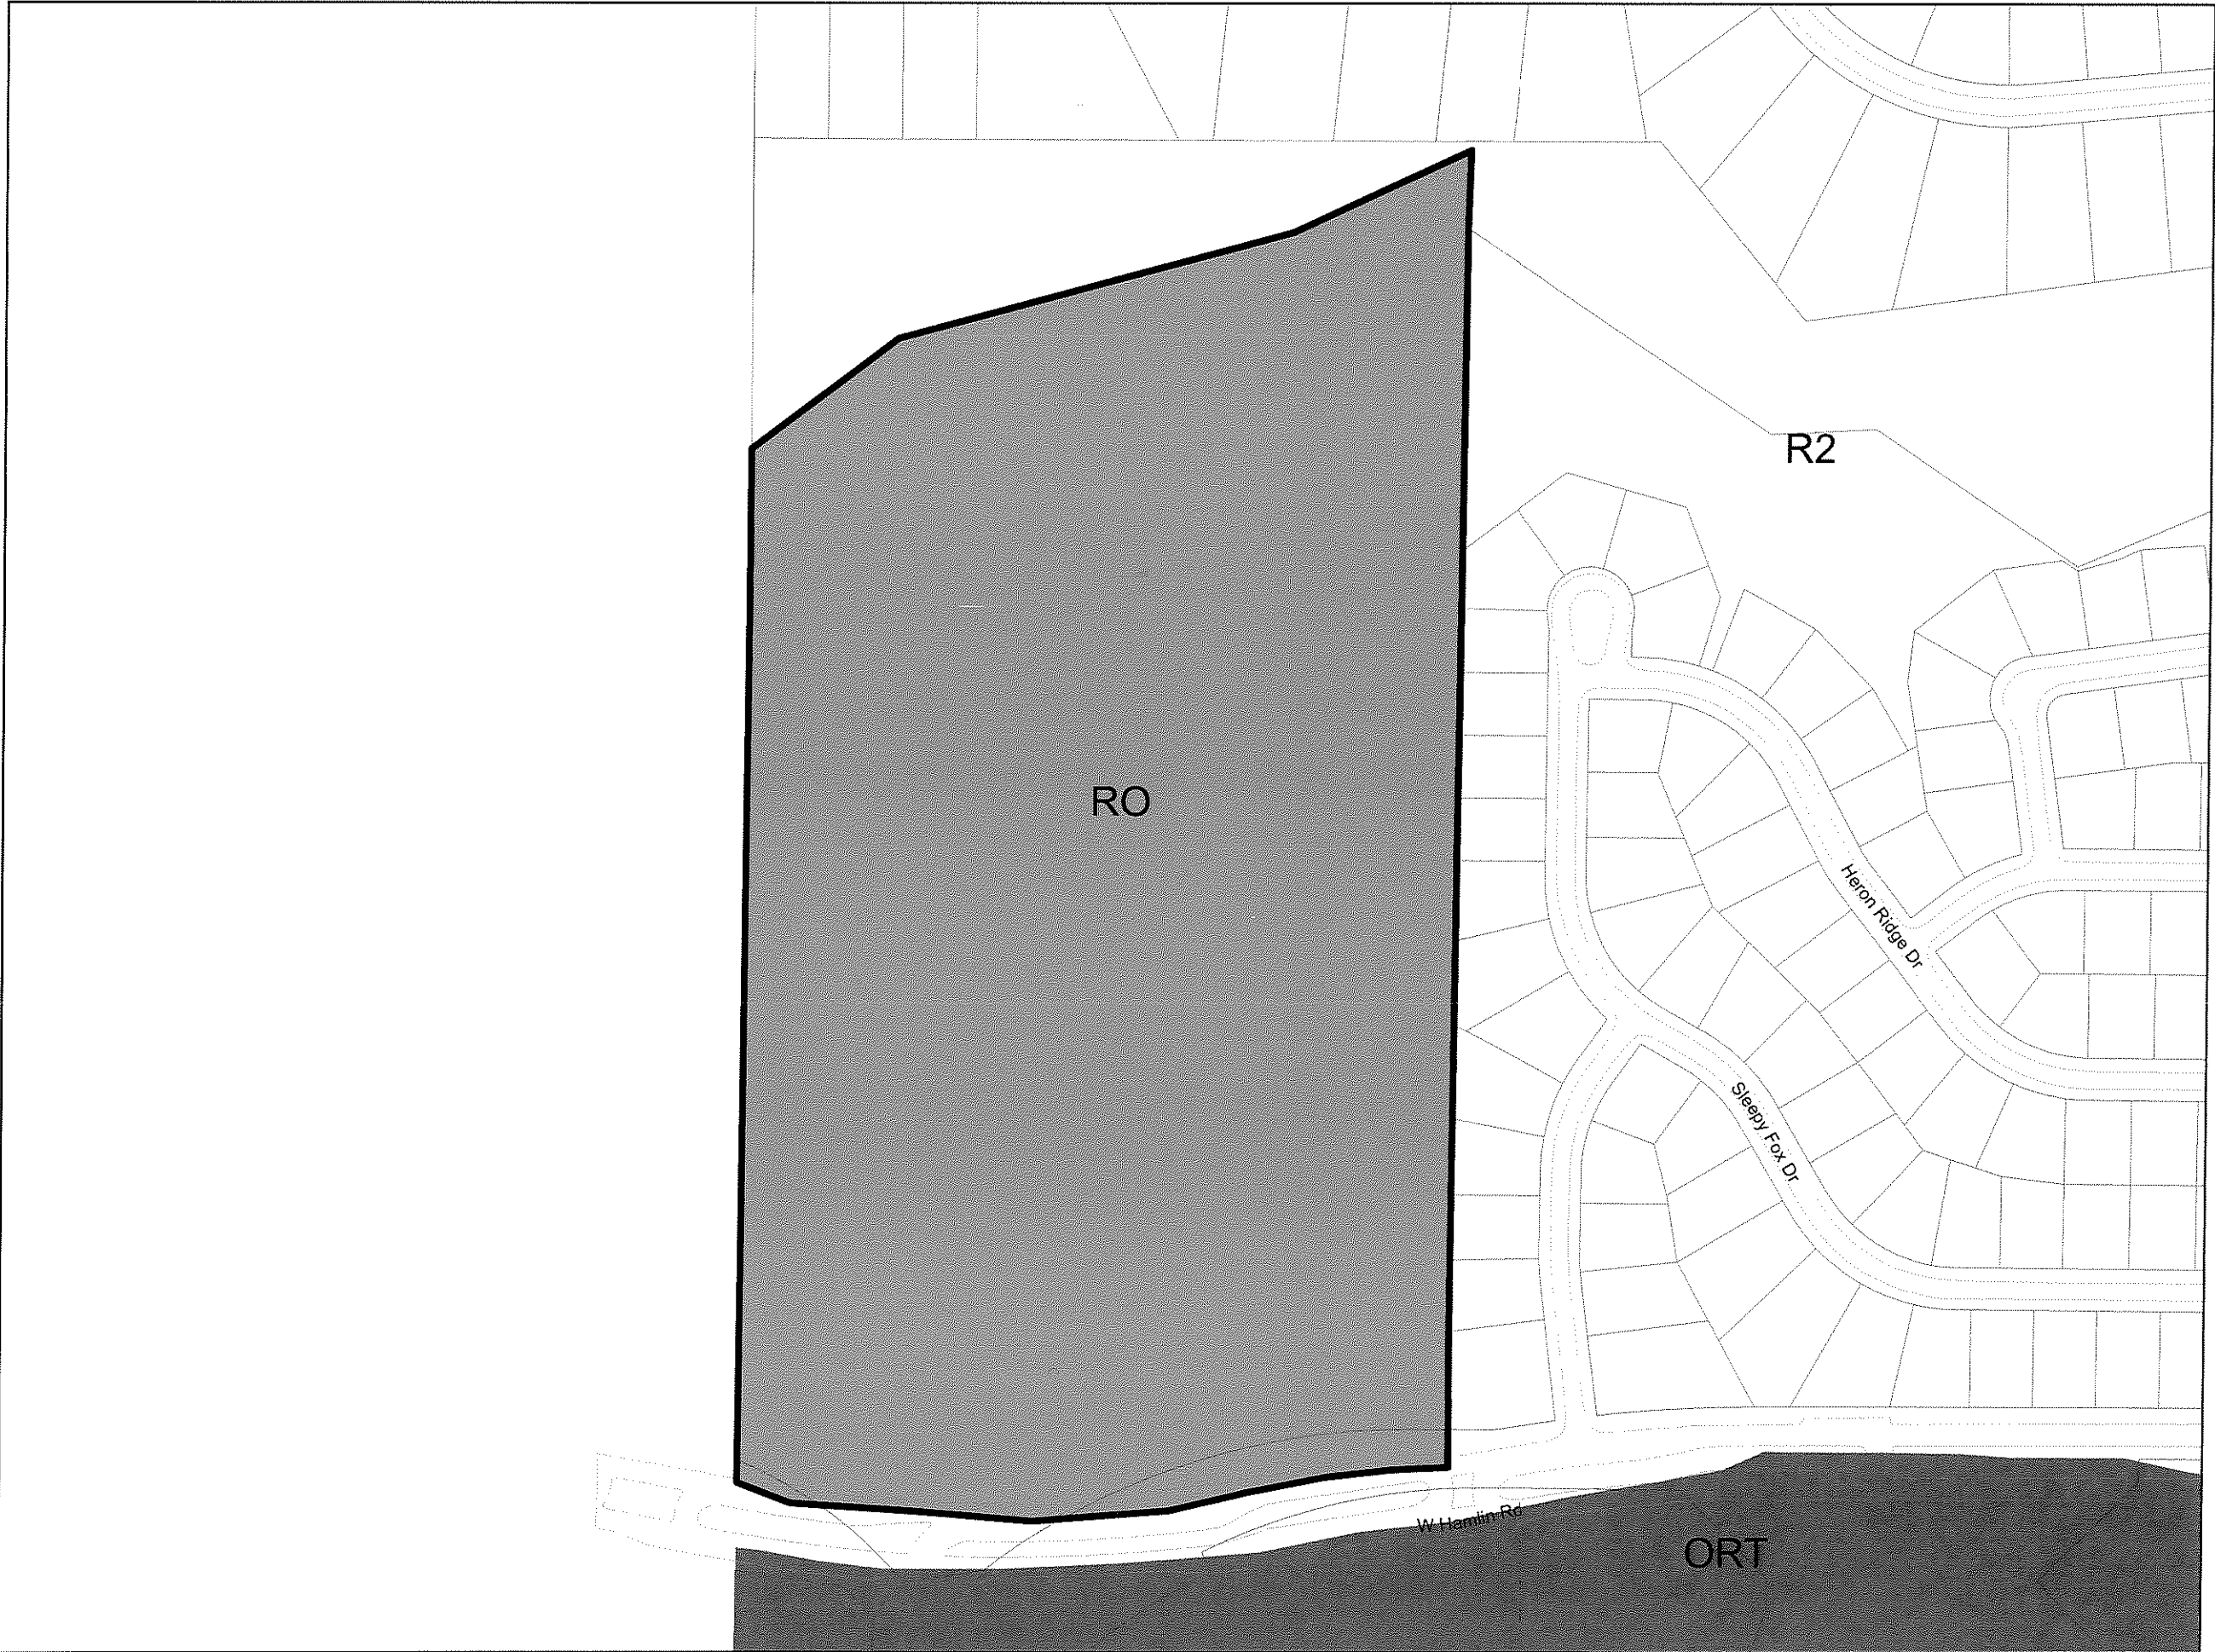 R2
RO
Heron Ridge Dr
Sleepy Fox Dr
W Hamlin Rd
ORT